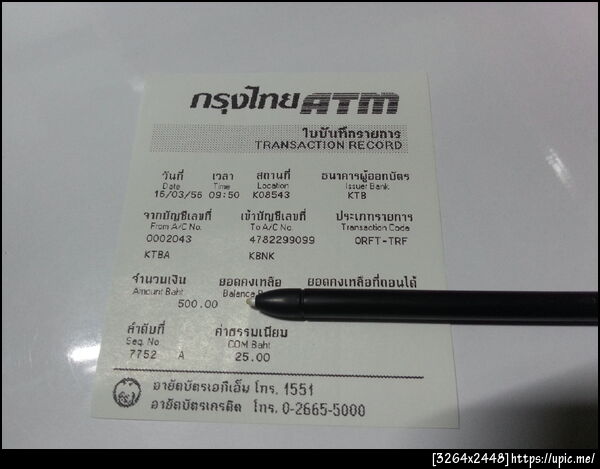 กรุงไทย ATM
ใบบันทึกรายการ
TRANSACTION RECORD
วันที่ เวลา สถานที่ ธนาคารผู้ออกบัตร
Date Time Location Issuer Bank
15/03/56 09:50 K08543 KTB
จากบัญชีเลขที่ เข้าบัญชีเลขที่ ประเภทรายการ
From A/C No. To A/C No. Transaction Code
0002043 4782299099 ORFT-TRF
KTBA KBNK
จำนวนเงิน ยอดคงเหลือ ยอดคงเหลือที่ถอนได้
Amount Baht Balance
500.00
ลำดับที่ ค่าธรรมเนียม
Seq. No COM Baht
7752 A 25.00
อายัดบัตรเอทีเอ็ม โทร. 1551
อายัดบัตรเครดิต โทร. 0-2665-5000
[3264x2448]https://upic.me/